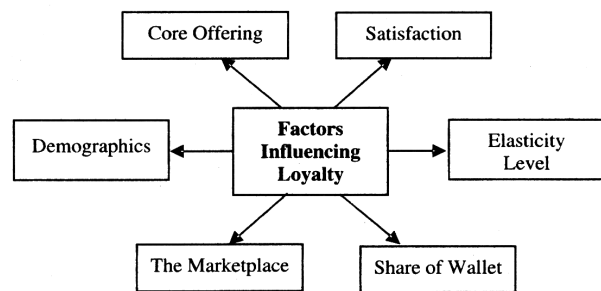 Core Offering
Satisfaction
Demographics
Factors
Influencing
Loyalty
Elasticity
Level
The Marketplace
Share of Wallet